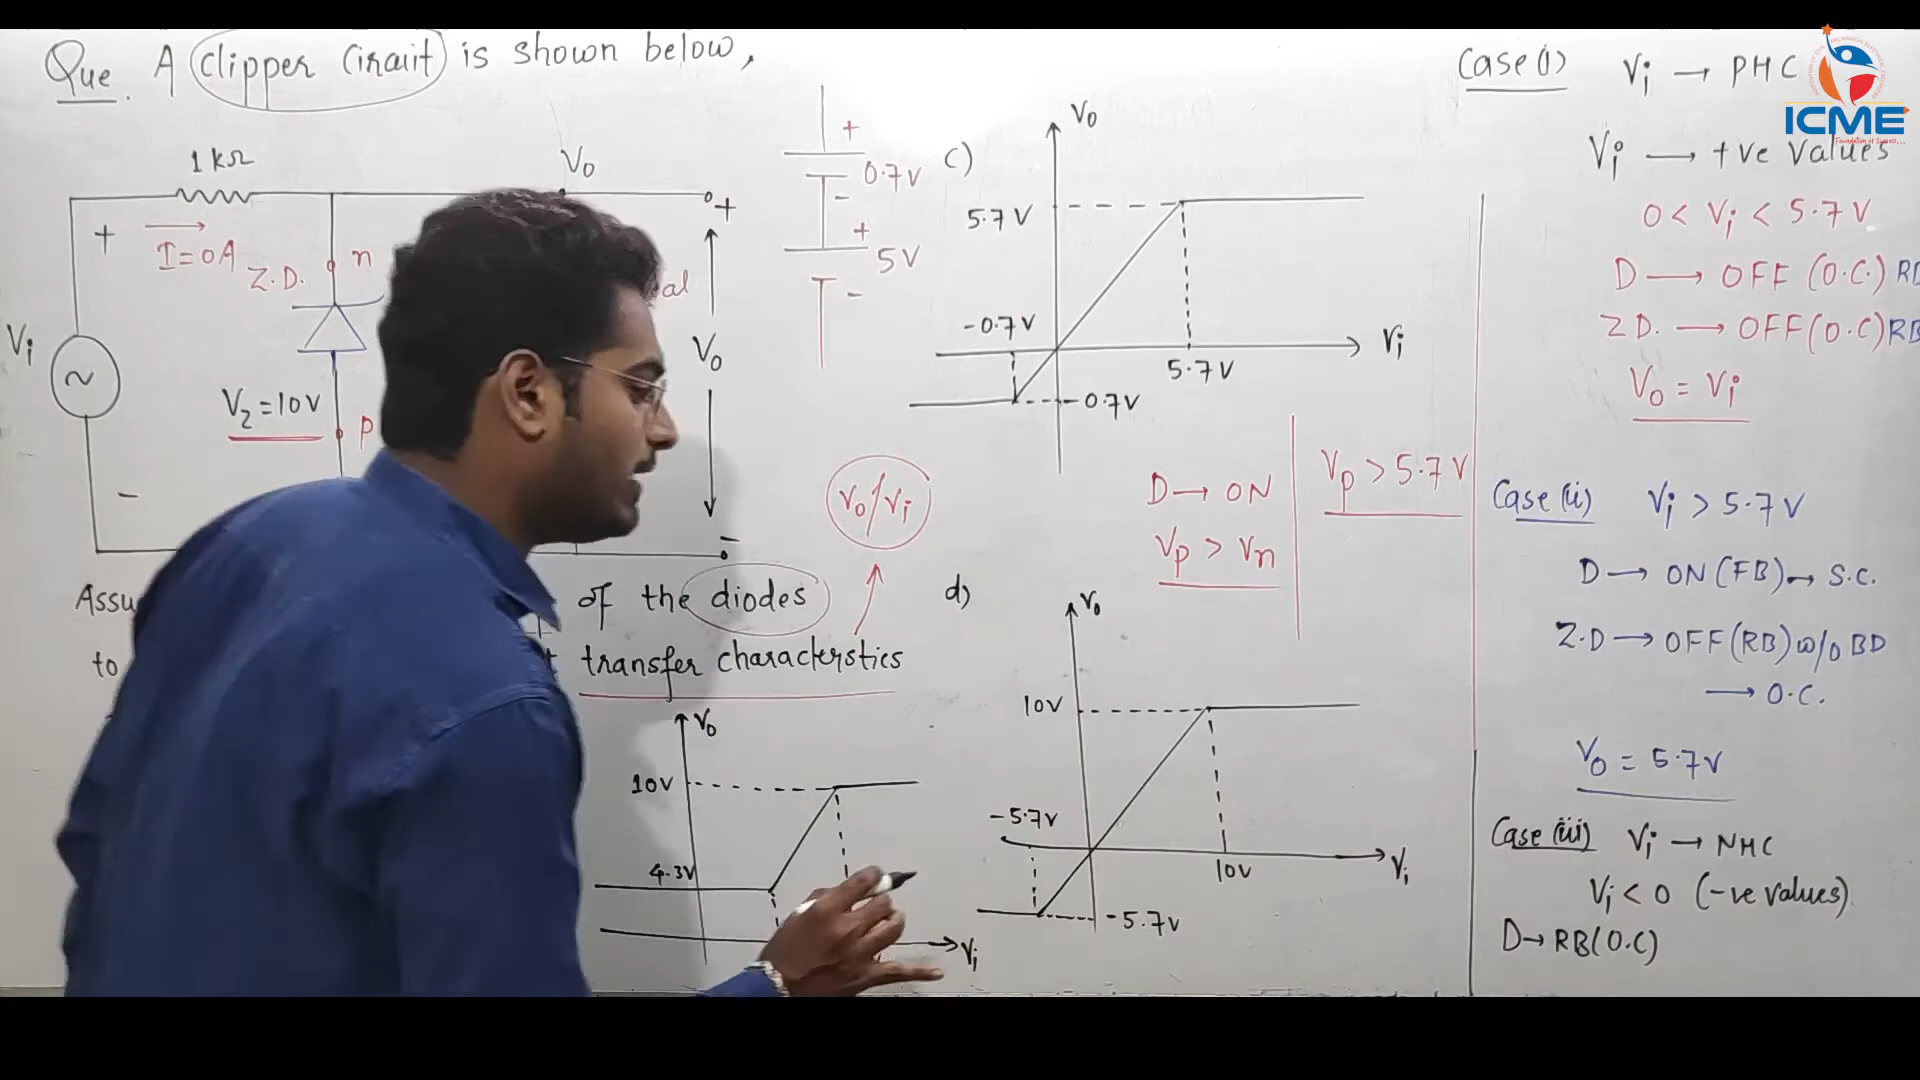 Que. A clipper Circuit is shown below,
1 kΩ
V₀
+
+
I = 0A
Z.D.
n
Vi
V₀
V₂ = 10V
P
-
-
Assu
of the diodes
to
transfer characterstics
V₀
10V
4.3V
Vi
+
0.7V
-
+
5V
-
V₀/Vi
c)
V₀
5.7V
-0.7V
5.7V
Vi
-0.7V
D → ON
Vp > Vn
Vp > 5.7V
d)
V₀
10V
-5.7V
10V
Vi
-5.7V
Case (i) Vi → PHC
Vi → +ve values
0 < Vi < 5.7V
D → OFF (O.C.) RB
Z D. → OFF (O.C) RB
V₀ = Vi
Case (ii) Vi > 5.7V
D → ON (FB) → S.C.
Z.D → OFF (RB) w/o BD
→ O.C.
V₀ = 5.7V
Case (iii) Vi → NHC
Vi < 0 (-ve values)
D → RB (O.C)
ICME